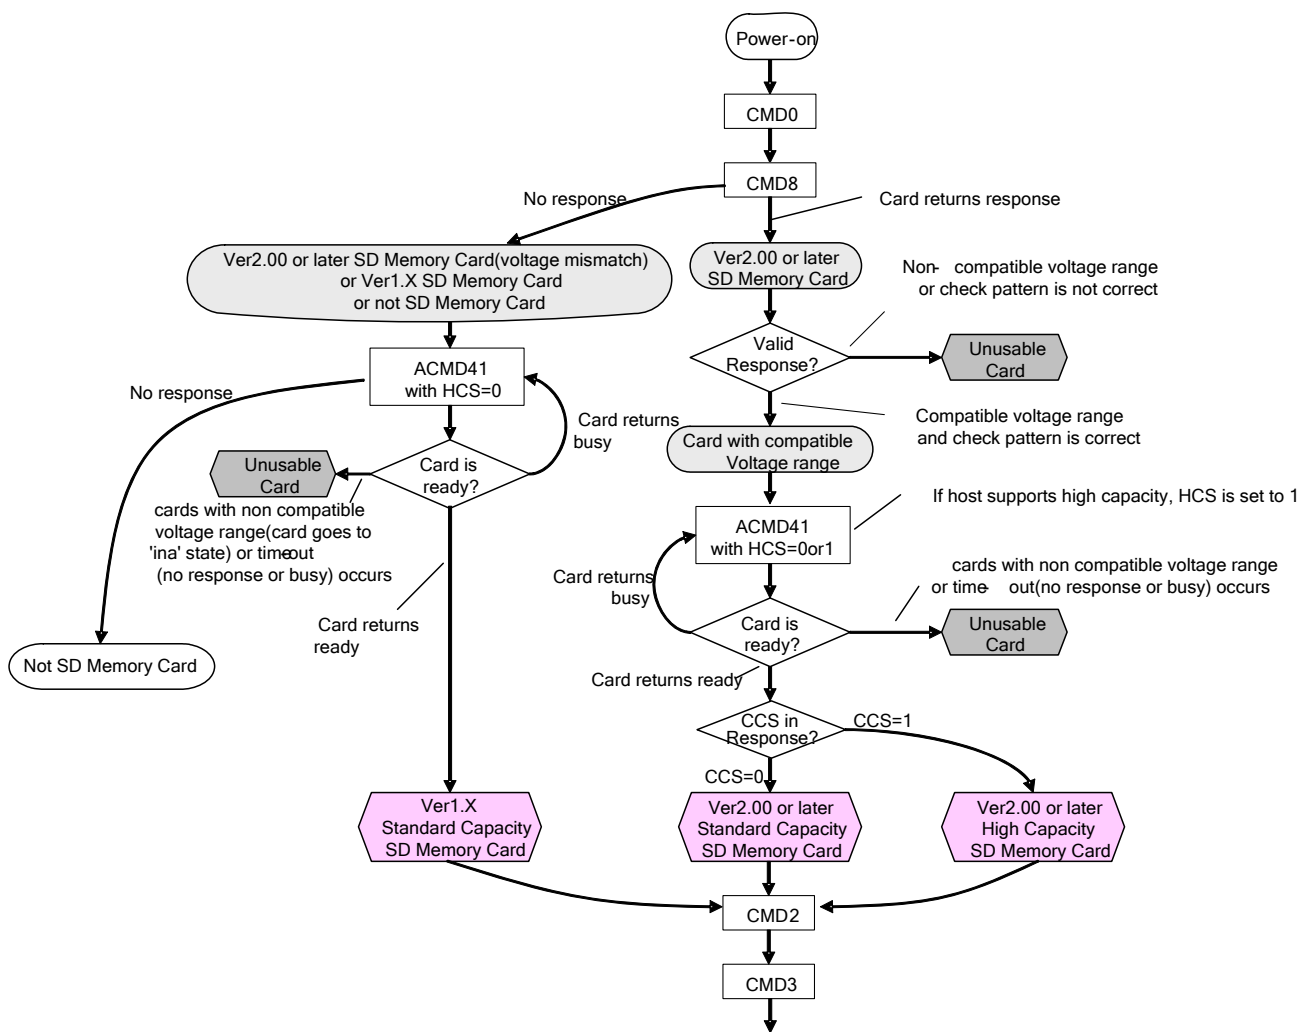 Power-on
CMD0
CMD8
No response
Card returns response
Ver2.00 or later SD Memory Card(voltage mismatch)
or Ver1.X SD Memory Card
or not SD Memory Card
Ver2.00 or later
SD Memory Card
Non- compatible voltage range
or check pattern is not correct
Valid
Response?
Unusable
Card
ACMD41
with HCS=0
No response
Card returns
busy
Compatible voltage range
and check pattern is correct
Card with compatible
Voltage range
Card is
ready?
Unusable
Card
cards with non compatible
voltage range(card goes to
'ina' state) or time-out
(no response or busy) occurs
If host supports high capacity, HCS is set to 1
ACMD41
with HCS=0or1
Card returns
busy
cards with non compatible voltage range
or time- out(no response or busy) occurs
Card returns
ready
Card is
ready?
Unusable
Card
Not SD Memory Card
Card returns ready
CCS in
Response?
CCS=1
CCS=0
Ver1.X
Standard Capacity
SD Memory Card
Ver2.00 or later
Standard Capacity
SD Memory Card
Ver2.00 or later
High Capacity
SD Memory Card
CMD2
CMD3